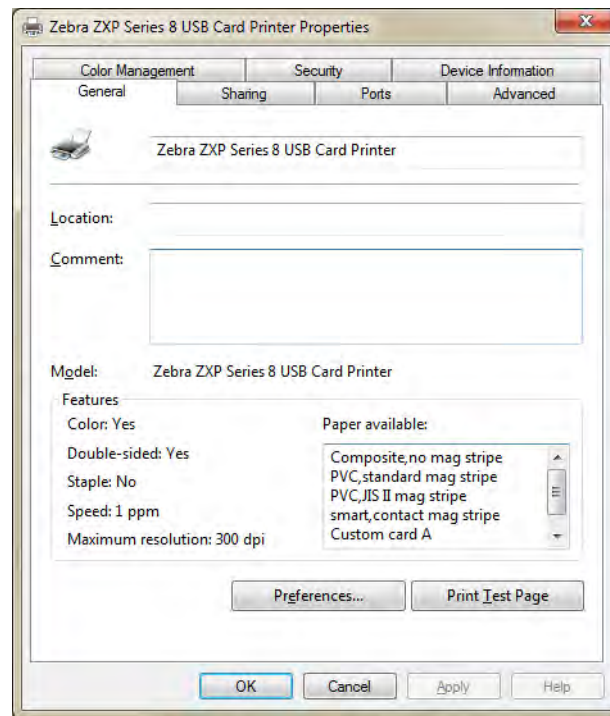 Zebra ZXP Series 8 USB Card Printer Properties
Color Management Security Device Information
General Sharing Ports Advanced
Zebra ZXP Series 8 USB Card Printer
Location:
Comment:
Model: Zebra ZXP Series 8 USB Card Printer
Features
Color: Yes Paper available:
Double-sided: Yes Composite,no mag stripe
Staple: No PVC,standard mag stripe
PVC,JIS II mag stripe
Speed: 1 ppm smart,contact mag stripe
Maximum resolution: 300 dpi Custom card A
Preferences... Print Test Page
OK Cancel Apply Help